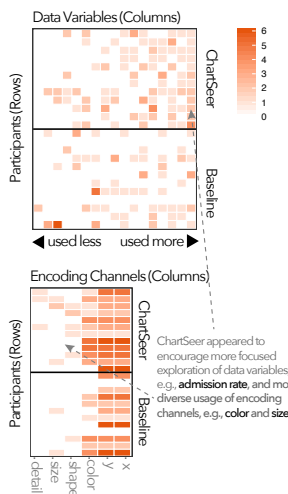 Data Variables (Columns)
6
5
4
3
2
1
0
Participants (Rows)
ChartSeer
Baseline
used less
used more
Encoding Channels (Columns)
Participants (Rows)
ChartSeer
Baseline
detail
size
shape
color
y
x
ChartSeer appeared to
encourage more focused
exploration of data variables
e.g., admission rate, and mo
diverse usage of encoding
channels, e.g., color and size